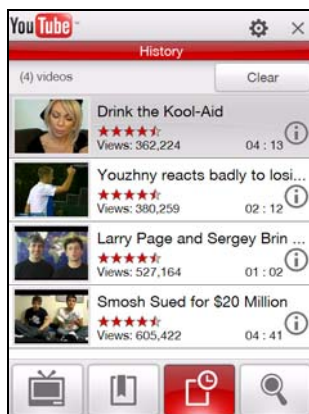 YouTube
History
(4) videos
Clear
Drink the Kool-Aid
Views: 362,224
04 : 13
Youzhny reacts badly to losi...
Views: 380,259
02 : 12
Larry Page and Sergey Brin ...
Views: 527,164
01 : 02
Smosh Sued for $20 Million
Views: 605,422
04 : 41